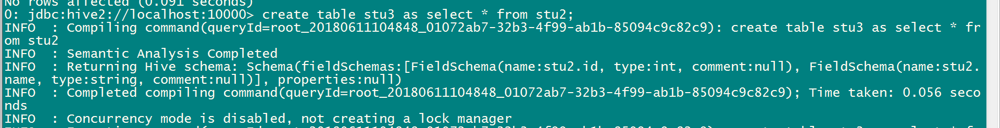 No rows affected (0.091 seconds)
0: jdbc:hive2://localhost:10000> create table stu3 as select * from stu2;
INFO  : Compiling command(queryId=root_20180611104848_01072ab7-32b3-4f99-ab1b-85094c9c82c9): create table stu3 as select * fr
om stu2
INFO  : Semantic Analysis Completed
INFO  : Returning Hive schema: Schema(fieldSchemas:[FieldSchema(name:stu2.id, type:int, comment:null), FieldSchema(name:stu2.
name, type:string, comment:null)], properties:null)
INFO  : Completed compiling command(queryId=root_20180611104848_01072ab7-32b3-4f99-ab1b-85094c9c82c9); Time taken: 0.056 seco
nds
INFO  : Concurrency mode is disabled, not creating a lock manager